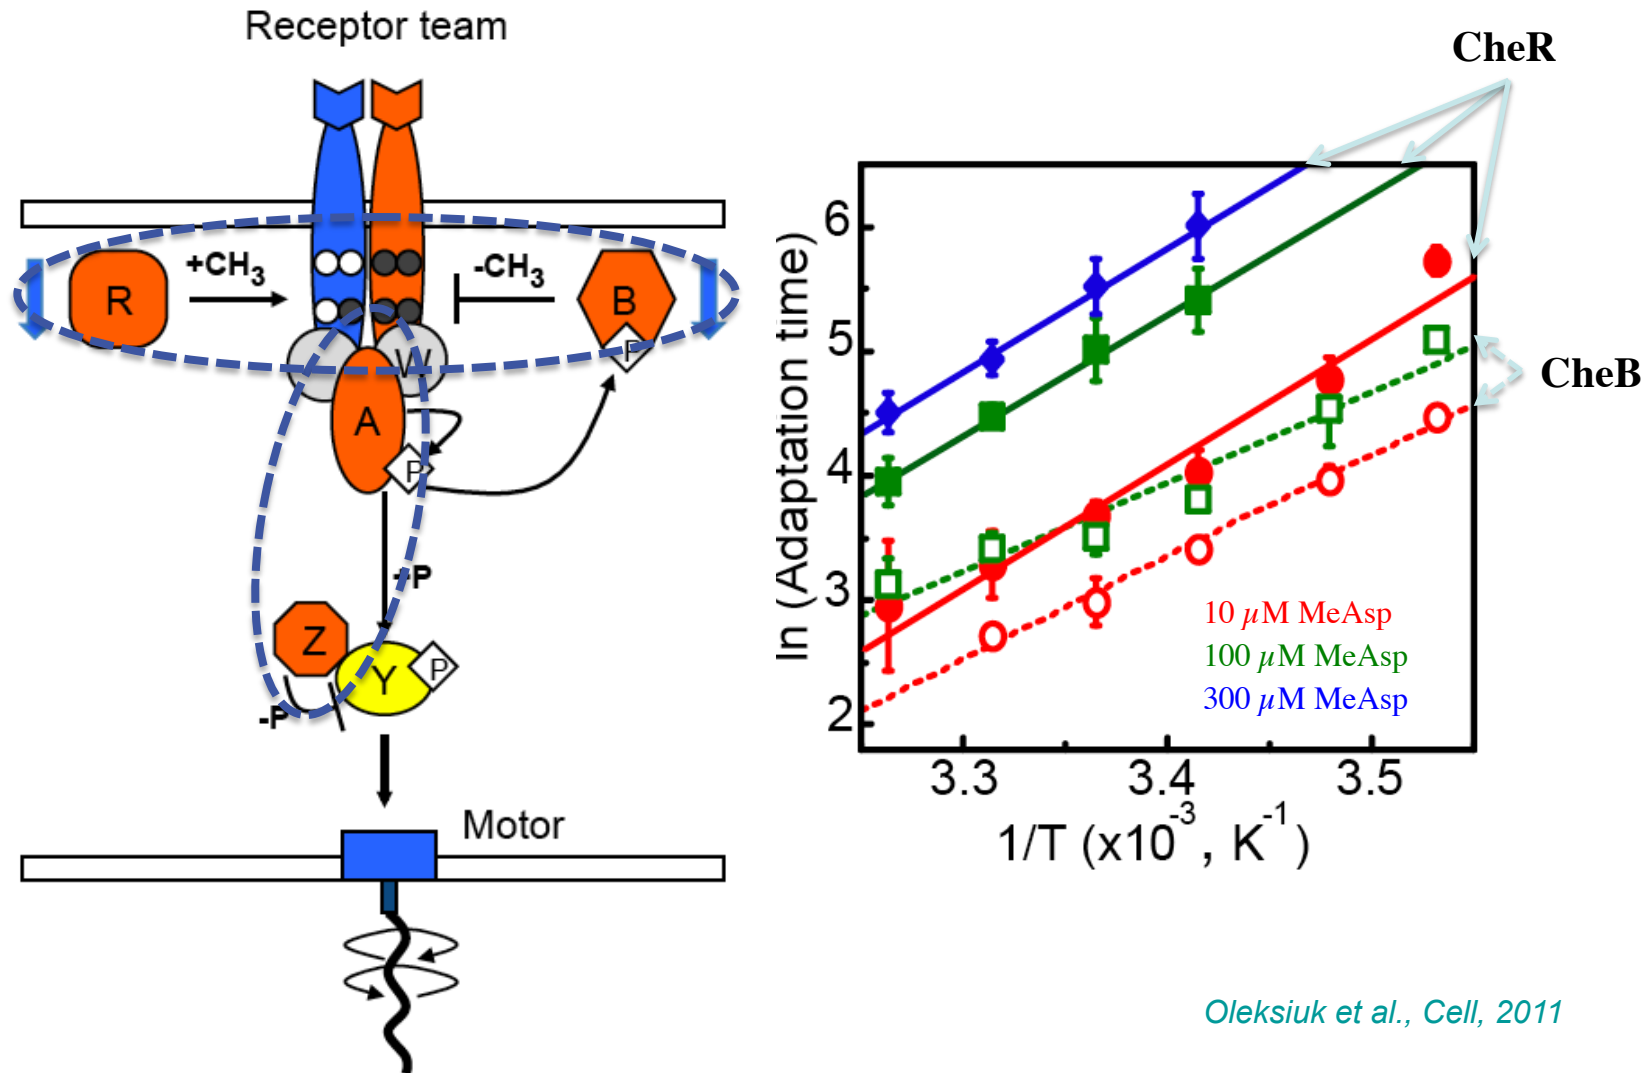 Receptor team
R
+CH3
-CH3
B
P
W
A
P
+P
Z
Y
P
-P
Motor
CheR
CheB
ln (Adaptation time)
6
5
4
3
2
10 µM MeAsp
100 µM MeAsp
300 µM MeAsp
3.3
3.4
3.5
1/T (x10-3, K-1)
Oleksiuk et al., Cell, 2011